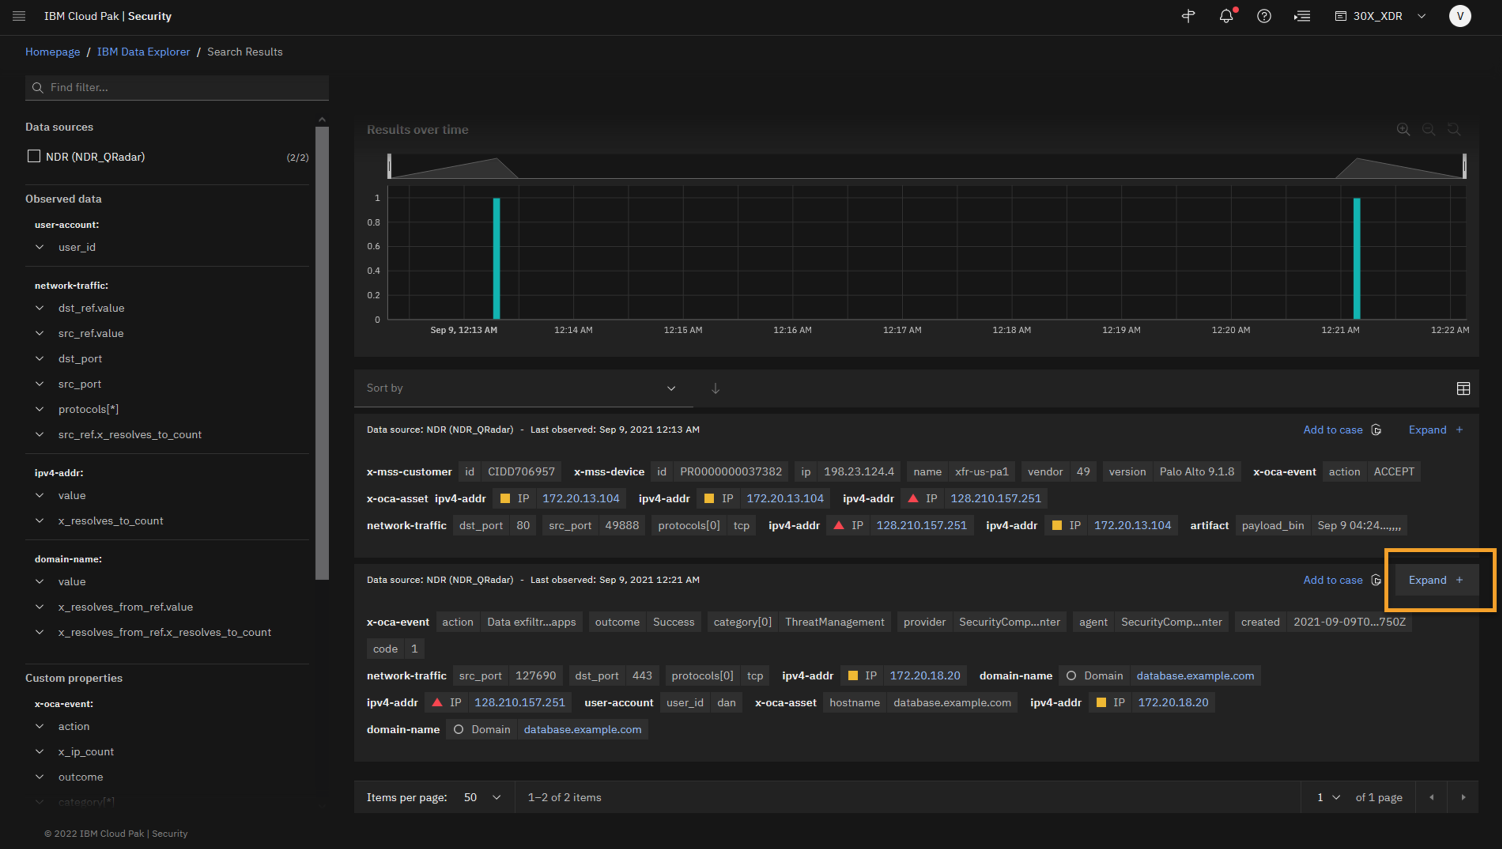 IBM Cloud Pak | Security
30X_XDR
V
Homepage / IBM Data Explorer / Search Results
Find filter...
Data sources
NDR (NDR_QRadar) (2/2)
Observed data
user-account:
user_id
network-traffic:
dst_ref.value
src_ref.value
dst_port
src_port
protocols[*]
src_ref.x_resolves_to_count
ipv4-addr:
value
x_resolves_to_count
domain-name:
value
x_resolves_from_ref.value
x_resolves_from_ref.x_resolves_to_count
Custom properties
x-oca-event:
action
x_ip_count
outcome
category[*]
© 2022 IBM Cloud Pak | Security
Results over time
1
0.8
0.6
0.4
0.2
0
Sep 9, 12:13 AM 12:14 AM 12:15 AM 12:16 AM 12:17 AM 12:18 AM 12:19 AM 12:20 AM 12:21 AM 12:22 AM
Sort by
Data source: NDR (NDR_QRadar) - Last observed: Sep 9, 2021 12:13 AM Add to case Expand +
x-mss-customer id CIDD706957 x-mss-device id PR0000000037382 ip 198.23.124.4 name xfr-us-pa1 vendor 49 version Palo Alto 9.1.8 x-oca-event action ACCEPT
x-oca-asset ipv4-addr IP 172.20.13.104 ipv4-addr IP 172.20.13.104 ipv4-addr IP 128.210.157.251
network-traffic dst_port 80 src_port 49888 protocols[0] tcp ipv4-addr IP 128.210.157.251 ipv4-addr IP 172.20.13.104 artifact payload_bin Sep 9 04:24...,,,,
Data source: NDR (NDR_QRadar) - Last observed: Sep 9, 2021 12:21 AM Add to case Expand +
x-oca-event action Data exfiltr...apps outcome Success category[0] ThreatManagement provider SecurityComp...nter agent SecurityComp...nter created 2021-09-09T0...750Z
code 1
network-traffic src_port 127690 dst_port 443 protocols[0] tcp ipv4-addr IP 172.20.18.20 domain-name Domain database.example.com
ipv4-addr IP 128.210.157.251 user-account user_id dan x-oca-asset hostname database.example.com ipv4-addr IP 172.20.18.20
domain-name Domain database.example.com
Items per page: 50 1–2 of 2 items 1 of 1 page